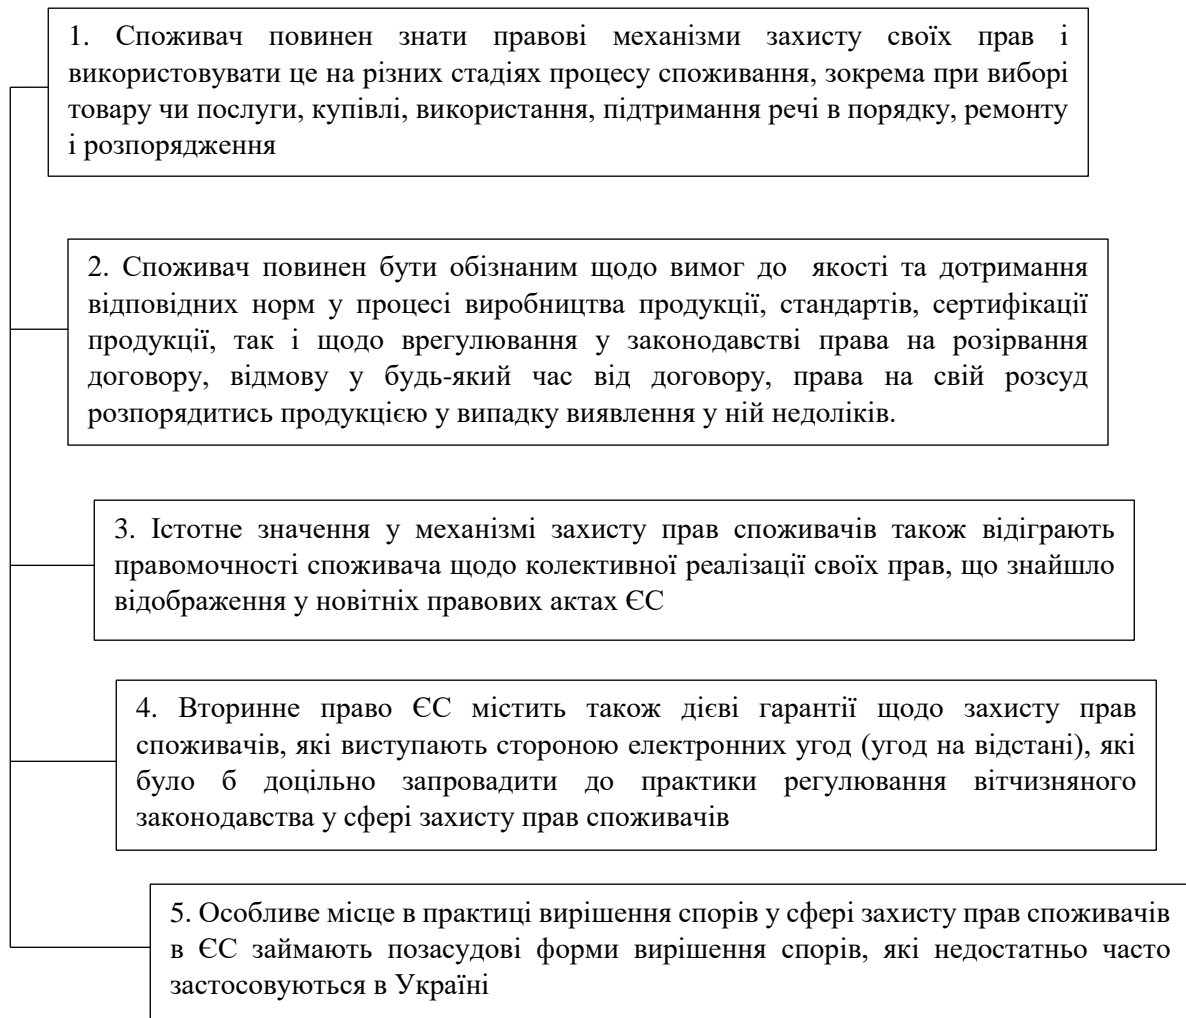 1. Споживач повинен знати правові механізми захисту своїх прав і
використовувати це на різних стадіях процесу споживання, зокрема при виборі
товару чи послуги, купівлі, використання, підтримання речі в порядку, ремонту
і розпорядження
2. Споживач повинен бути обізнаним щодо вимог до якості та дотримання
відповідних норм у процесі виробництва продукції, стандартів, сертифікації
продукції, так і щодо врегулювання у законодавстві права на розірвання
договору, відмову у будь-який час від договору, права на свій розсуд
розпорядитись продукцією у випадку виявлення у ній недоліків.
3. Істотне значення у механізмі захисту прав споживачів також відіграють
правомочності споживача щодо колективної реалізації своїх прав, що знайшло
відображення у новітніх правових актах ЄС
4. Вторинне право ЄС містить також дієві гарантії щодо захисту прав
споживачів, які виступають стороною електронних угод (угод на відстані), які
було б доцільно запровадити до практики регулювання вітчизняного
законодавства у сфері захисту прав споживачів
5. Особливе місце в практиці вирішення спорів у сфері захисту прав споживачів
в ЄС займають позасудові форми вирішення спорів, які недостатньо часто
застосовуються в Україні